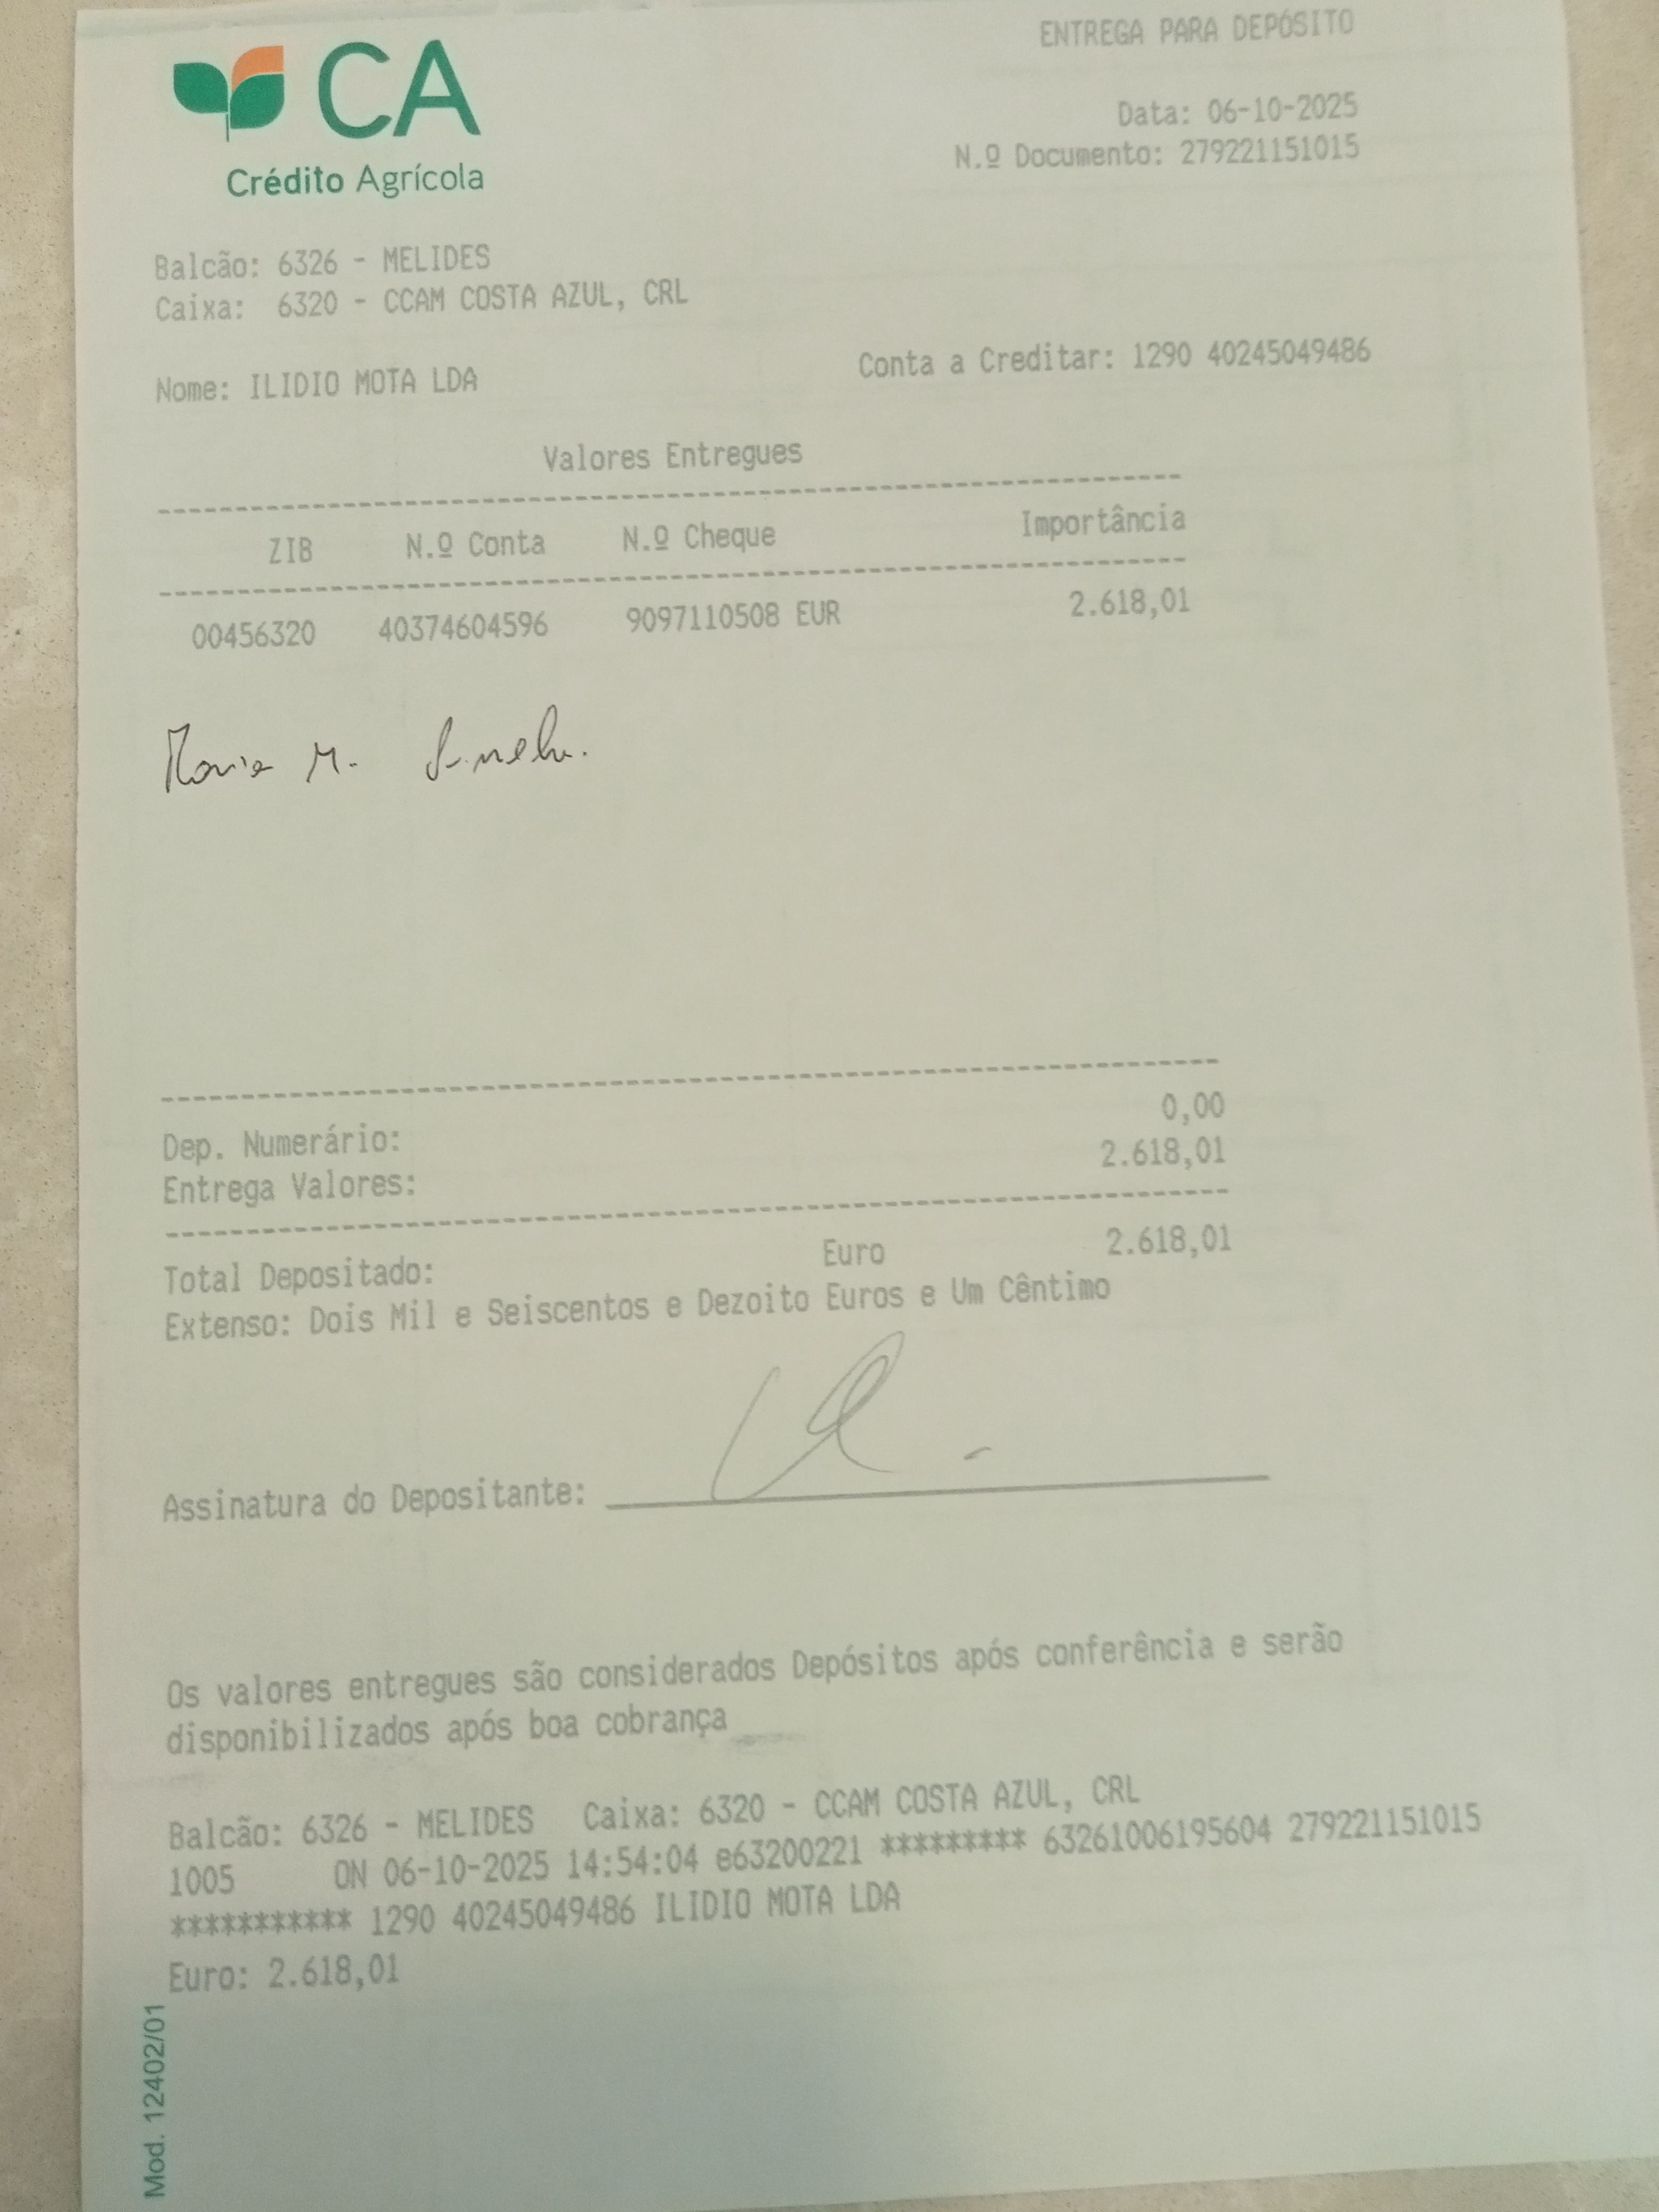 CA
Crédito Agrícola
ENTREGA PARA DEPÓSITO
Data: 06-10-2025
N.º Documento: 279221151015
Balcão: 6326 - MELIDES
Caixa: 6320 - CCAM COSTA AZUL, CRL
Nome: ILIDIO MOTA LDA
Conta a Creditar: 1290 40245049486
Valores Entregues
ZIB N.º Conta N.º Cheque Importância
00456320 40374604596 9097110508 EUR 2.618,01
Maria M.
Dep. Numerário: 0,00
Entrega Valores: 2.618,01
Total Depositado: Euro 2.618,01
Extenso: Dois Mil e Seiscentos e Dezoito Euros e Um Cêntimo
Assinatura do Depositante:
Os valores entregues são considerados Depósitos após conferência e serão
disponibilizados após boa cobrança
Balcão: 6326 - MELIDES Caixa: 6320 - CCAM COSTA AZUL, CRL
1005 ON 06-10-2025 14:54:04 e63200221 ********* 63261006195604 279221151015
*********** 1290 40245049486 ILIDIO MOTA LDA
Euro: 2.618,01
Mod. 12402/01